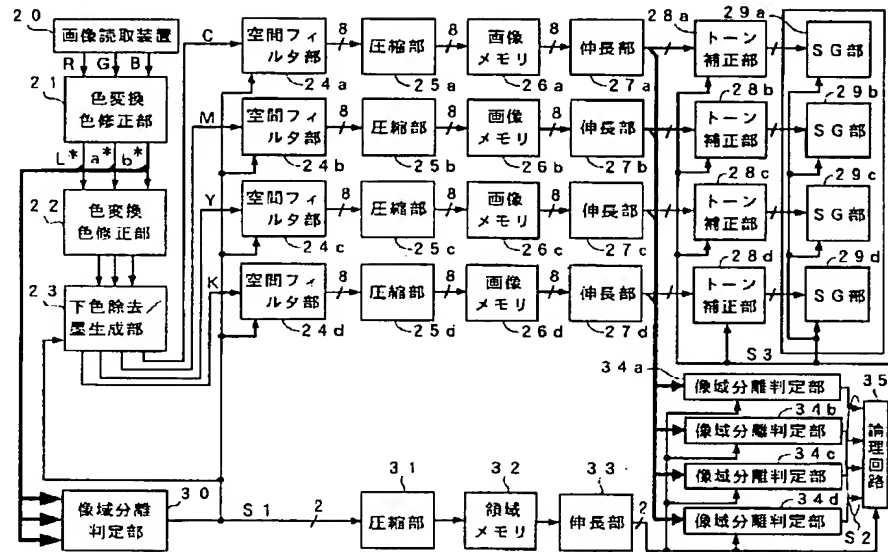 20
画像読取装置
R G B
21
色変換
色修正部
L* a* b*
22
色変換
色修正部
23
下色除去/
墨生成部
C
空間フィ
ルタ部
24a
8
圧縮部
25a
8
画像
メモリ
26a
8
伸長部
27a
28a
トーン
補正部
29a
SG部
M
空間フィ
ルタ部
24b
8
圧縮部
25b
8
画像
メモリ
26b
8
伸長部
27b
28b
トーン
補正部
29b
SG部
Y
空間フィ
ルタ部
24c
8
圧縮部
25c
8
画像
メモリ
26c
8
伸長部
27c
28c
トーン
補正部
29c
SG部
K
空間フィ
ルタ部
24d
8
圧縮部
25d
8
画像
メモリ
26d
8
伸長部
27d
28d
トーン
補正部
29d
SG部
S3
34a
像域分離判定部
34b
像域分離判定部
34c
像域分離判定部
34d
像域分離判定部
35
論理回路
S2
像域分離
判定部
30
S1
2
31
圧縮部
32
領域
メモリ
33
伸長部
2